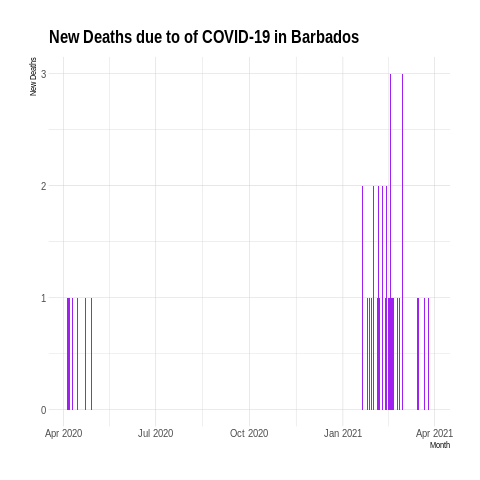 New Deaths due to of COVID-19 in Barbados
New Deaths
3
2
1
0
Apr 2020 Jul 2020 Oct 2020 Jan 2021 Apr 2021
Month